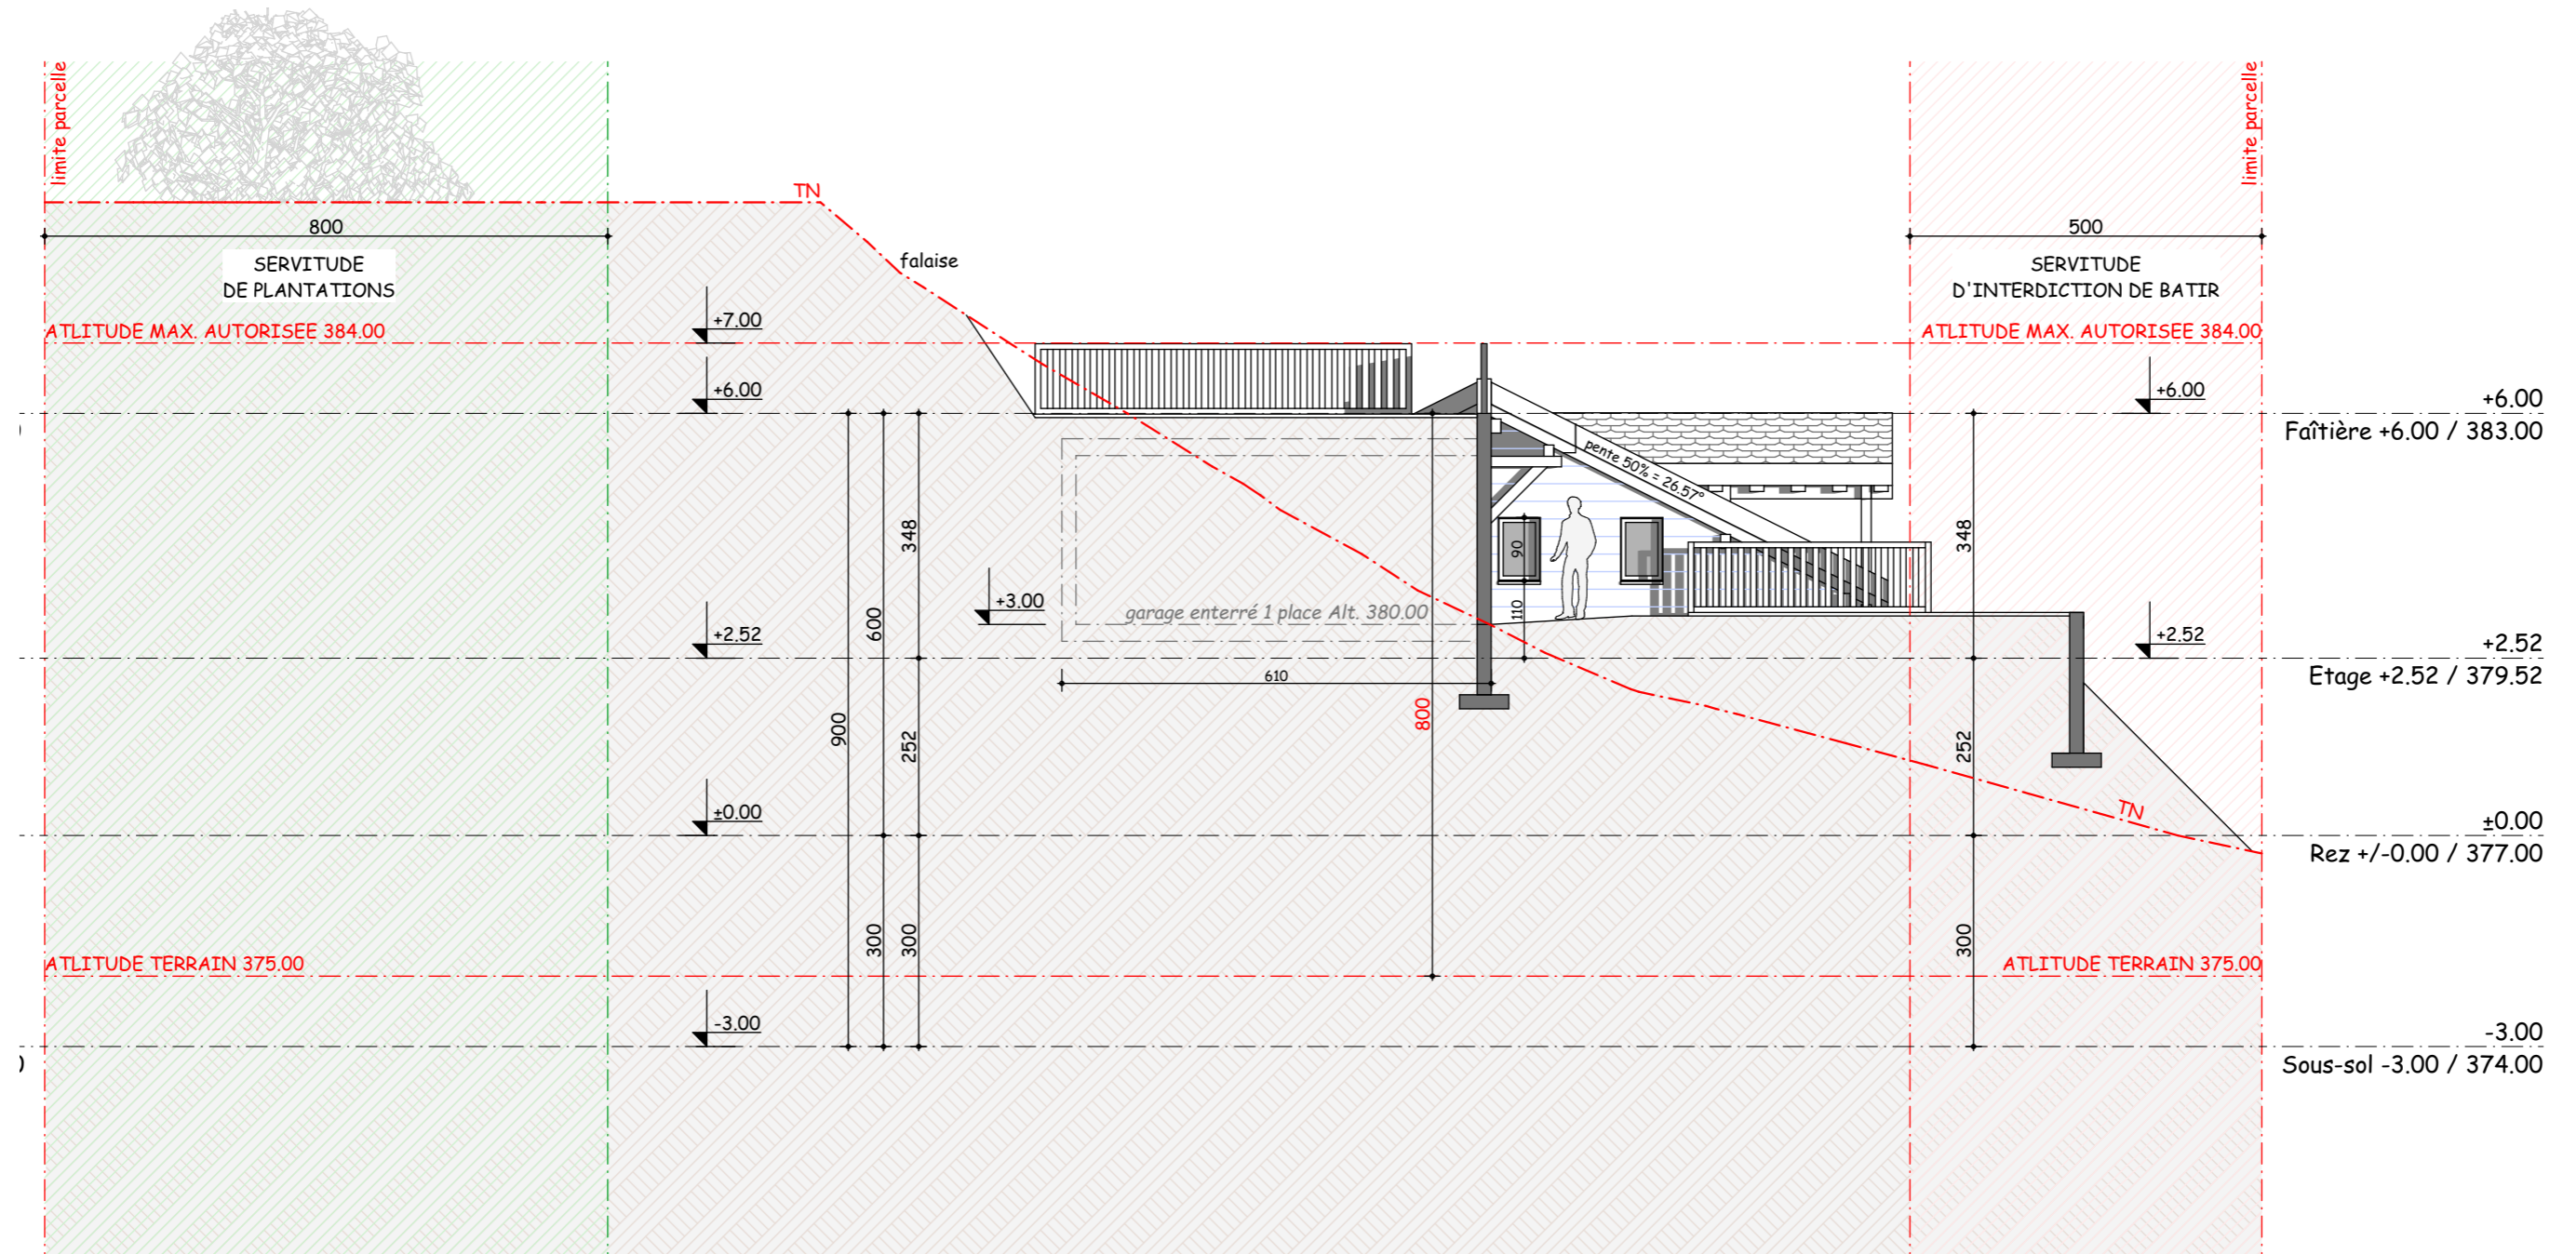 limite parcelle
limite parcelle
TN
800
500
falaise
SERVITUDE
DE PLANTATIONS
SERVITUDE
D'INTERDICTION DE BATIR
ATLITUDE MAX. AUTORISEE 384.00
+7.00
ATLITUDE MAX. AUTORISEE 384.00
+6.00
+6.00
+6.00
Faîtière +6.00 / 383.00
pente 50% = 26.57°
348
90
348
+3.00
garage enterré 1 place Alt. 380.00
110
600
+2.52
+2.52
+2.52
Etage +2.52 / 379.52
610
800
900
252
252
TN
±0.00
±0.00
Rez +/-0.00 / 377.00
300
300
300
ATLITUDE TERRAIN 375.00
ATLITUDE TERRAIN 375.00
-3.00
-3.00
Sous-sol -3.00 / 374.00